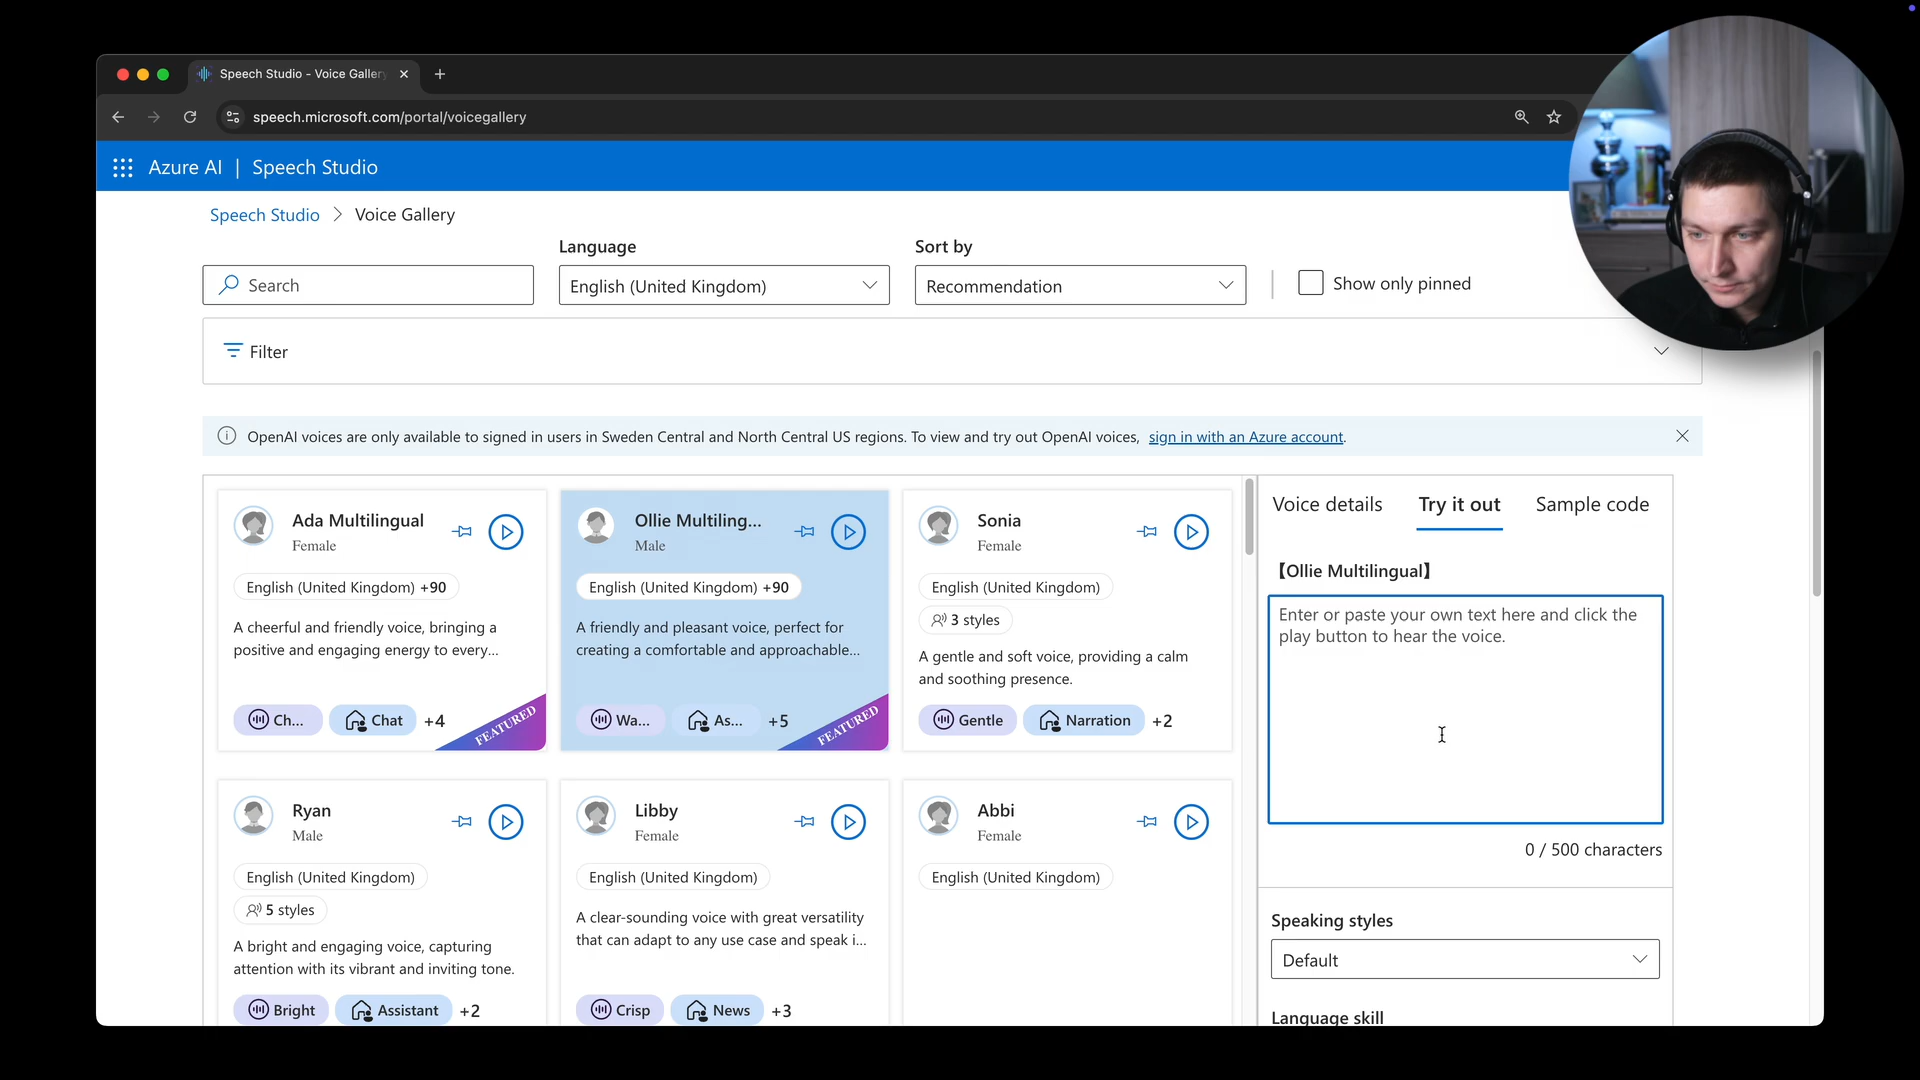 Speech Studio - Voice Galler
speech.microsoft.com/portal/voicegallery
Azure AI | Speech Studio
Speech Studio > Voice Gallery
Language
Sort by
Search
English (United Kingdom)
Recommendation
Show only pinned
Filter
OpenAI voices are only available to signed in users in Sweden Central and North Central US regions. To view and try out OpenAI voices, sign in with an Azure account.
Ada Multilingual
Female
English (United Kingdom) +90
A cheerful and friendly voice, bringing a
positive and engaging energy to every...
Ch...
Chat
+4
FEATURED
Ollie Multiling...
Male
English (United Kingdom) +90
A friendly and pleasant voice, perfect for
creating a comfortable and approachable...
Wa...
As...
+5
FEATURED
Sonia
Female
English (United Kingdom)
3 styles
A gentle and soft voice, providing a calm
and soothing presence.
Gentle
Narration
+2
Ryan
Male
English (United Kingdom)
5 styles
A bright and engaging voice, capturing
attention with its vibrant and inviting tone.
Bright
Assistant
+2
Libby
Female
English (United Kingdom)
A clear-sounding voice with great versatility
that can adapt to any use case and speak i...
Crisp
News
+3
Abbi
Female
English (United Kingdom)
Voice details
Try it out
Sample code
【Ollie Multilingual】
Enter or paste your own text here and click the
play button to hear the voice.
0 / 500 characters
Speaking styles
Default
Language skill